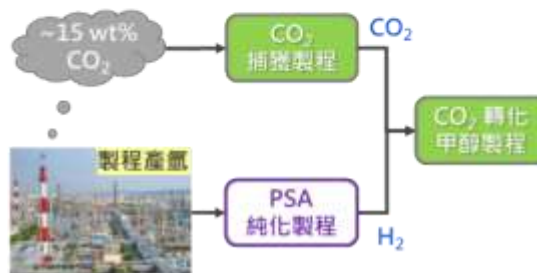 ~15 wt%
CO₂
CO₂
捕獲製程
CO₂
CO₂ 轉化
甲醇製程
製程產氫
PSA
純化製程
H₂